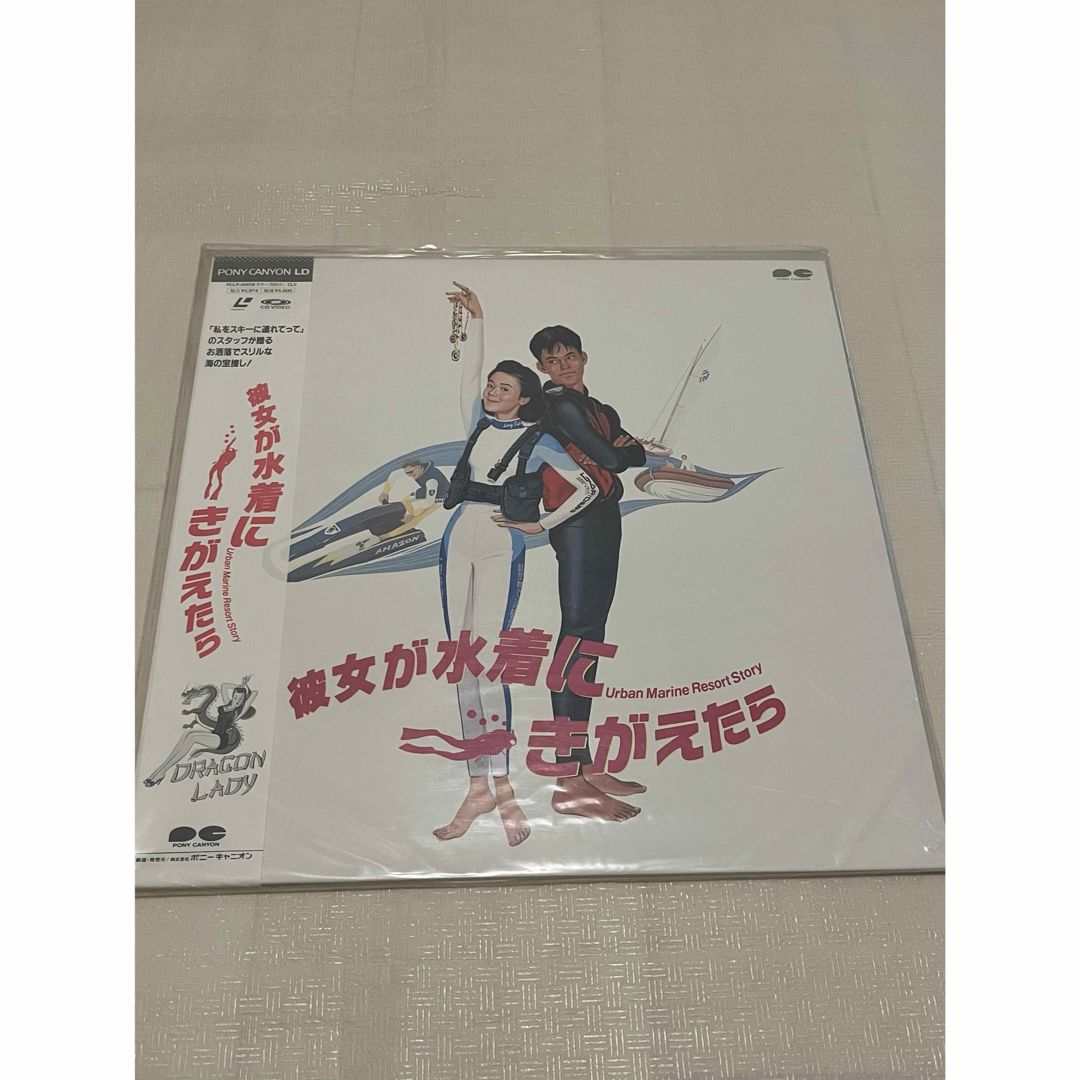 PONY CANYON LD
CD VIDEO
「私をスキーに連れてって」
のスタッフが贈る
お洒落でスリルな
海の宝捜し!
彼女が水着に
きがえたら
Urban Marine Resort Story
DRAGON
LADY
PONY CANYON
ポニーキャニオン
PONY CANYON
AMAZON
彼女が水着に
Urban Marine Resort Story
きがえたら